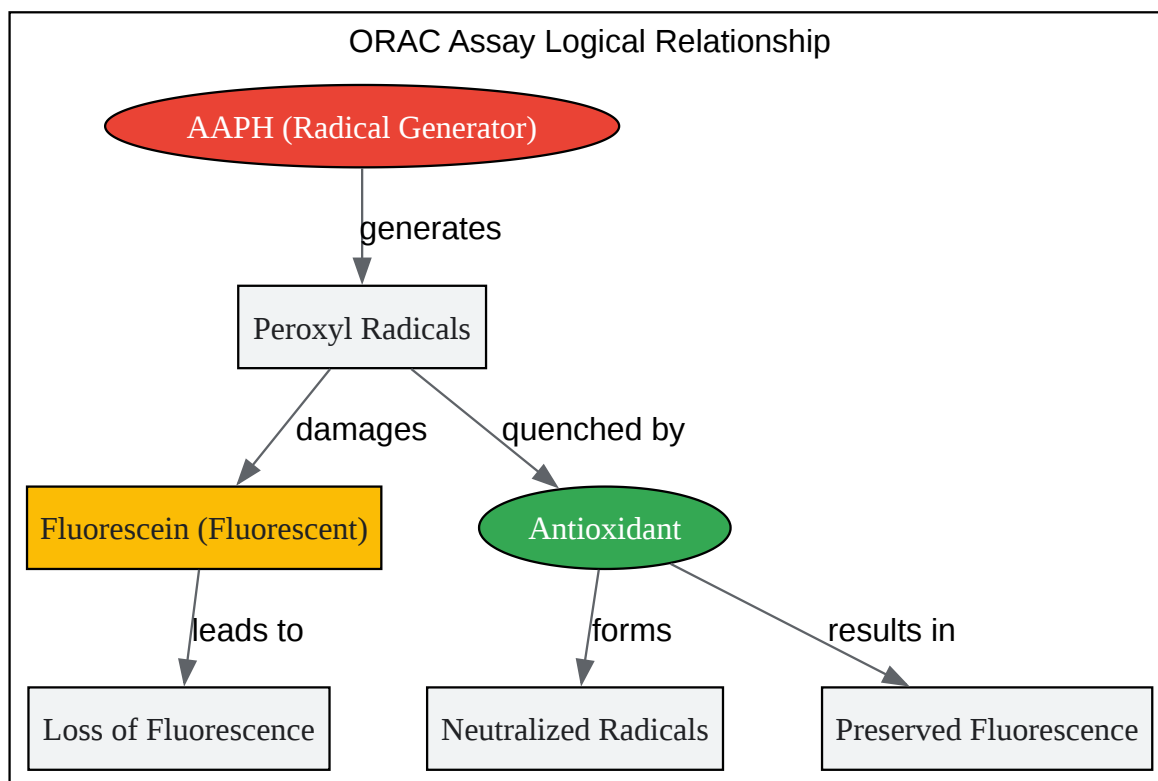 ORAC Assay Logical Relationship
AAPH (Radical Generator)
generates
Peroxyl Radicals
damages
quenched by
Fluorescein (Fluorescent)
Antioxidant
leads to
forms
results in
Loss of Fluorescence
Neutralized Radicals
Preserved Fluorescence